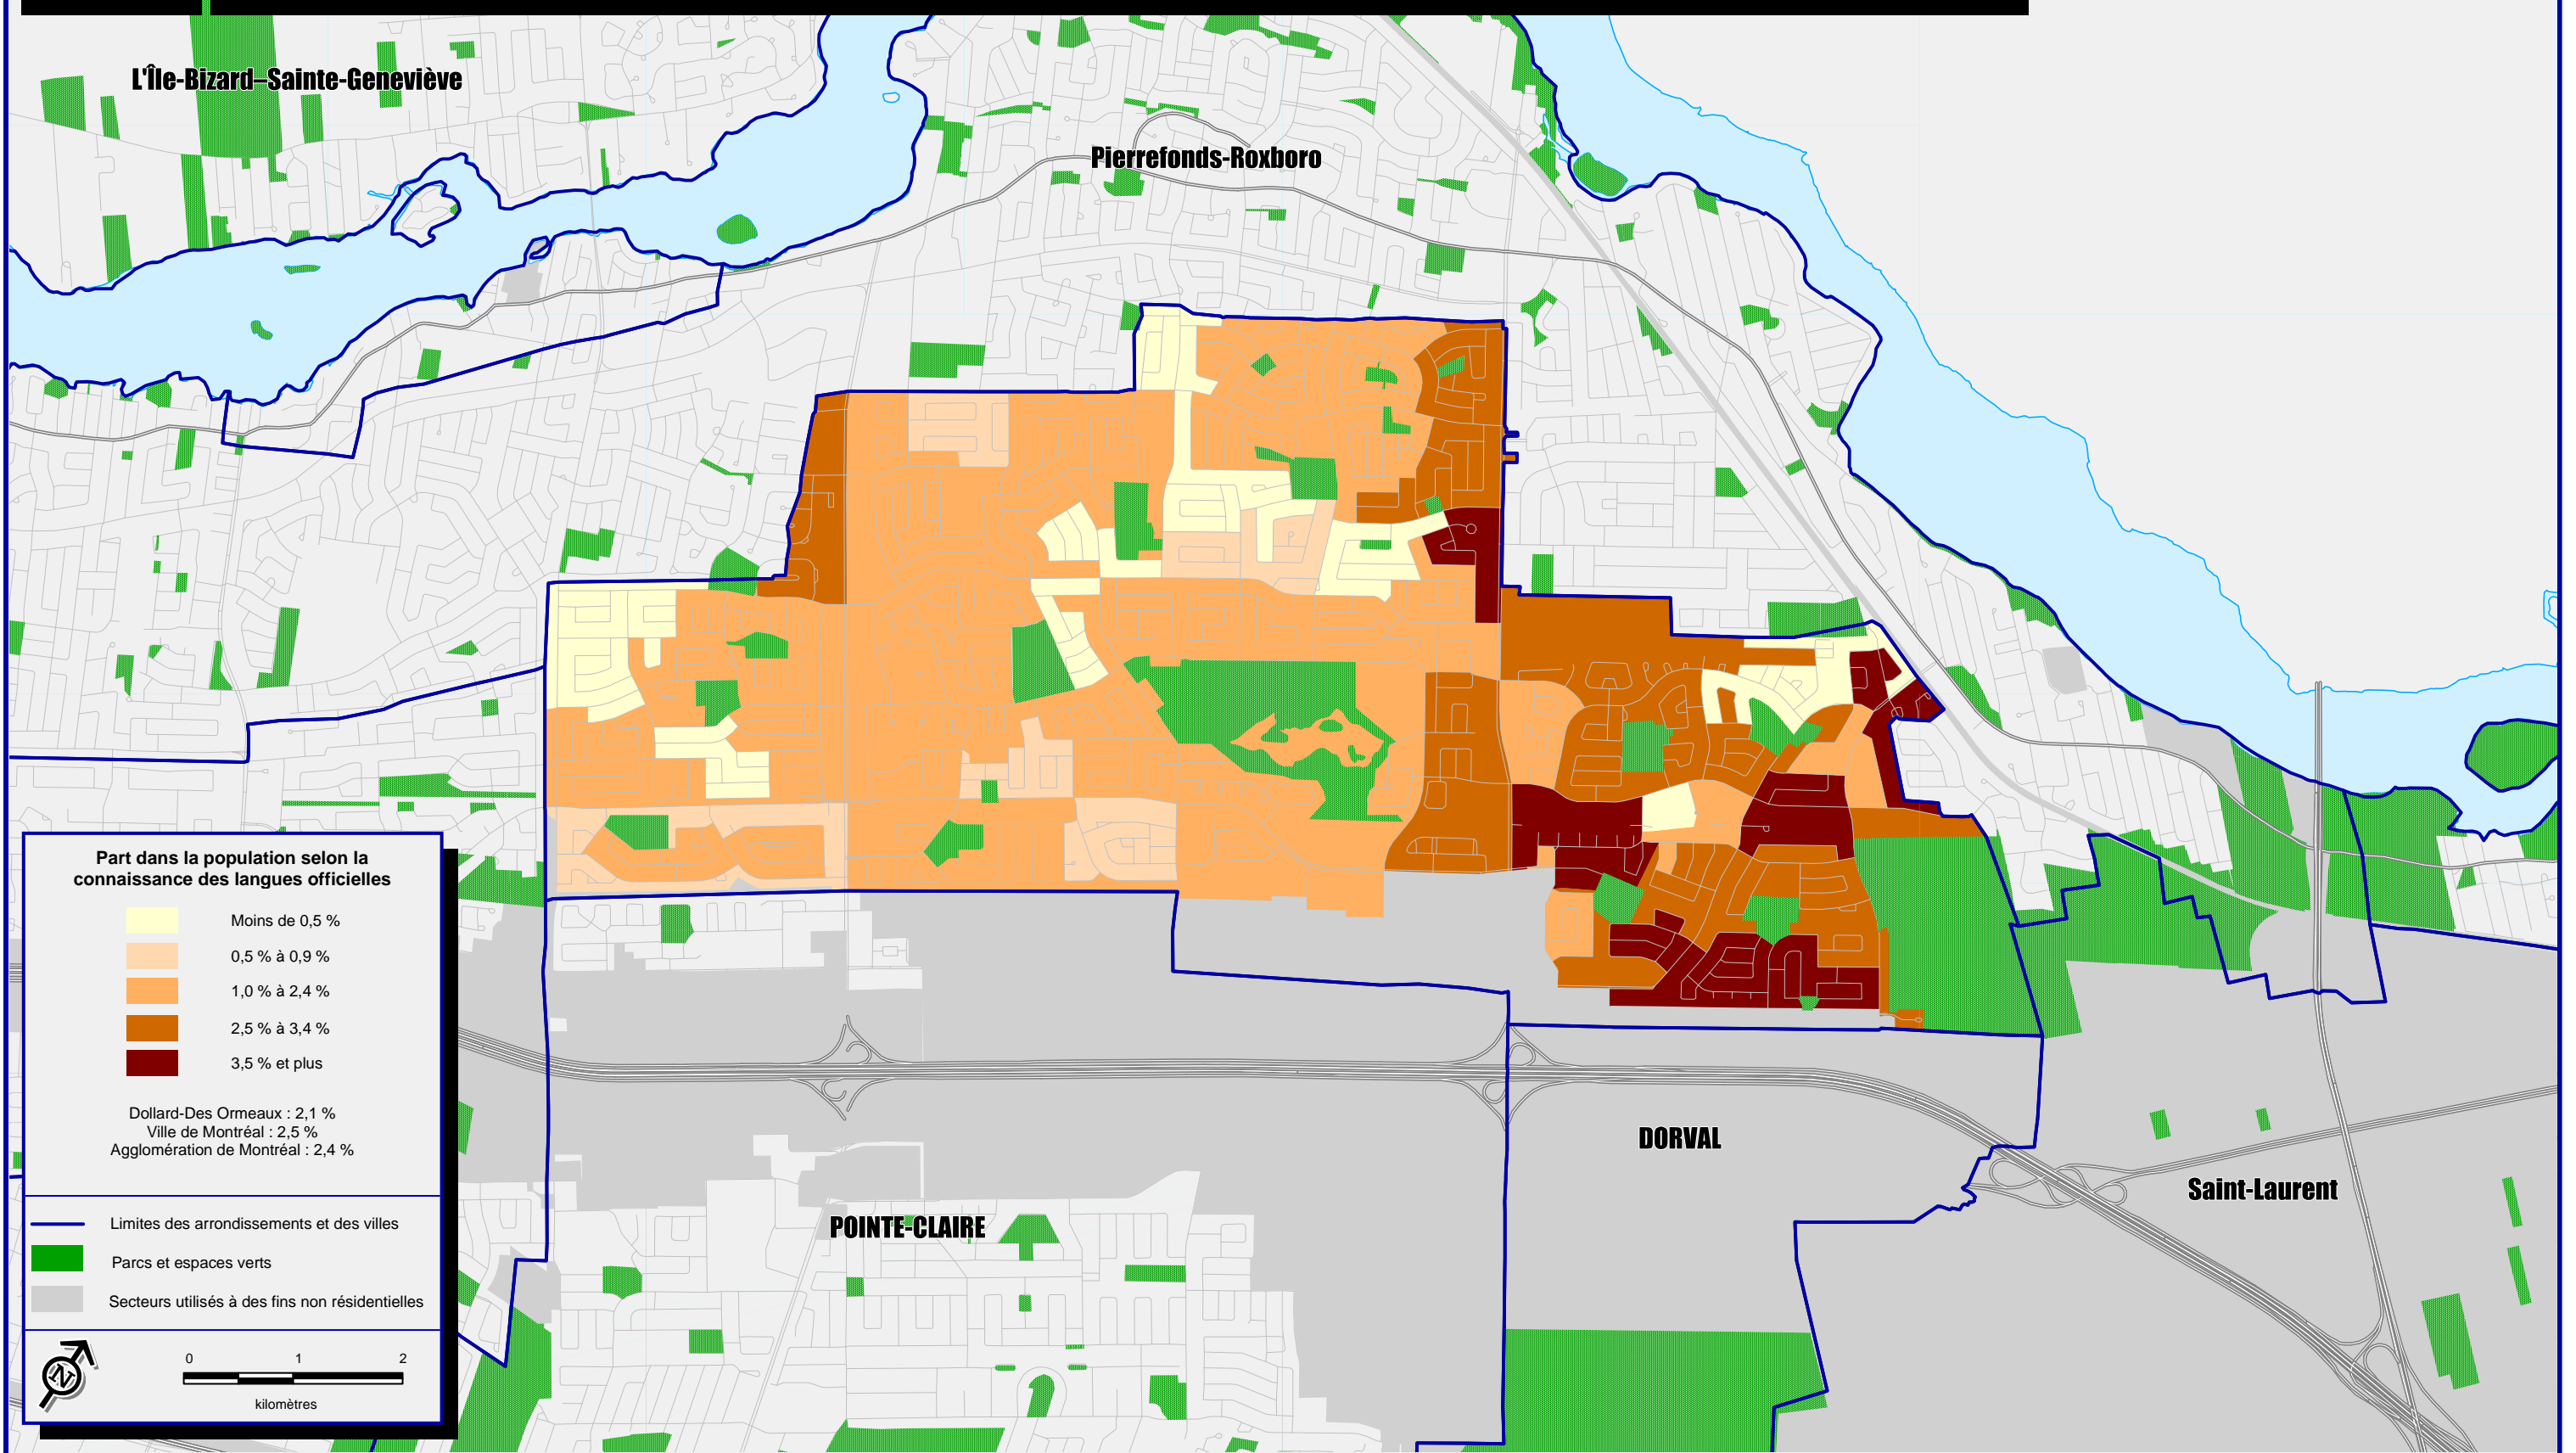 L'Île-Bizard–Sainte-Geneviève
Pierrefonds-Roxboro
Part dans la population selon la
connaissance des langues officielles
Moins de 0,5 %
0,5 % à 0,9 %
1,0 % à 2,4 %
2,5 % à 3,4 %
3,5 % et plus
Dollard-Des Ormeaux : 2,1 %
Ville de Montréal : 2,5 %
Agglomération de Montréal : 2,4 %
Limites des arrondissements et des villes
Parcs et espaces verts
Secteurs utilisés à des fins non résidentielles
N
0 1 2
kilomètres
DORVAL
Saint-Laurent
POINTE-CLAIRE